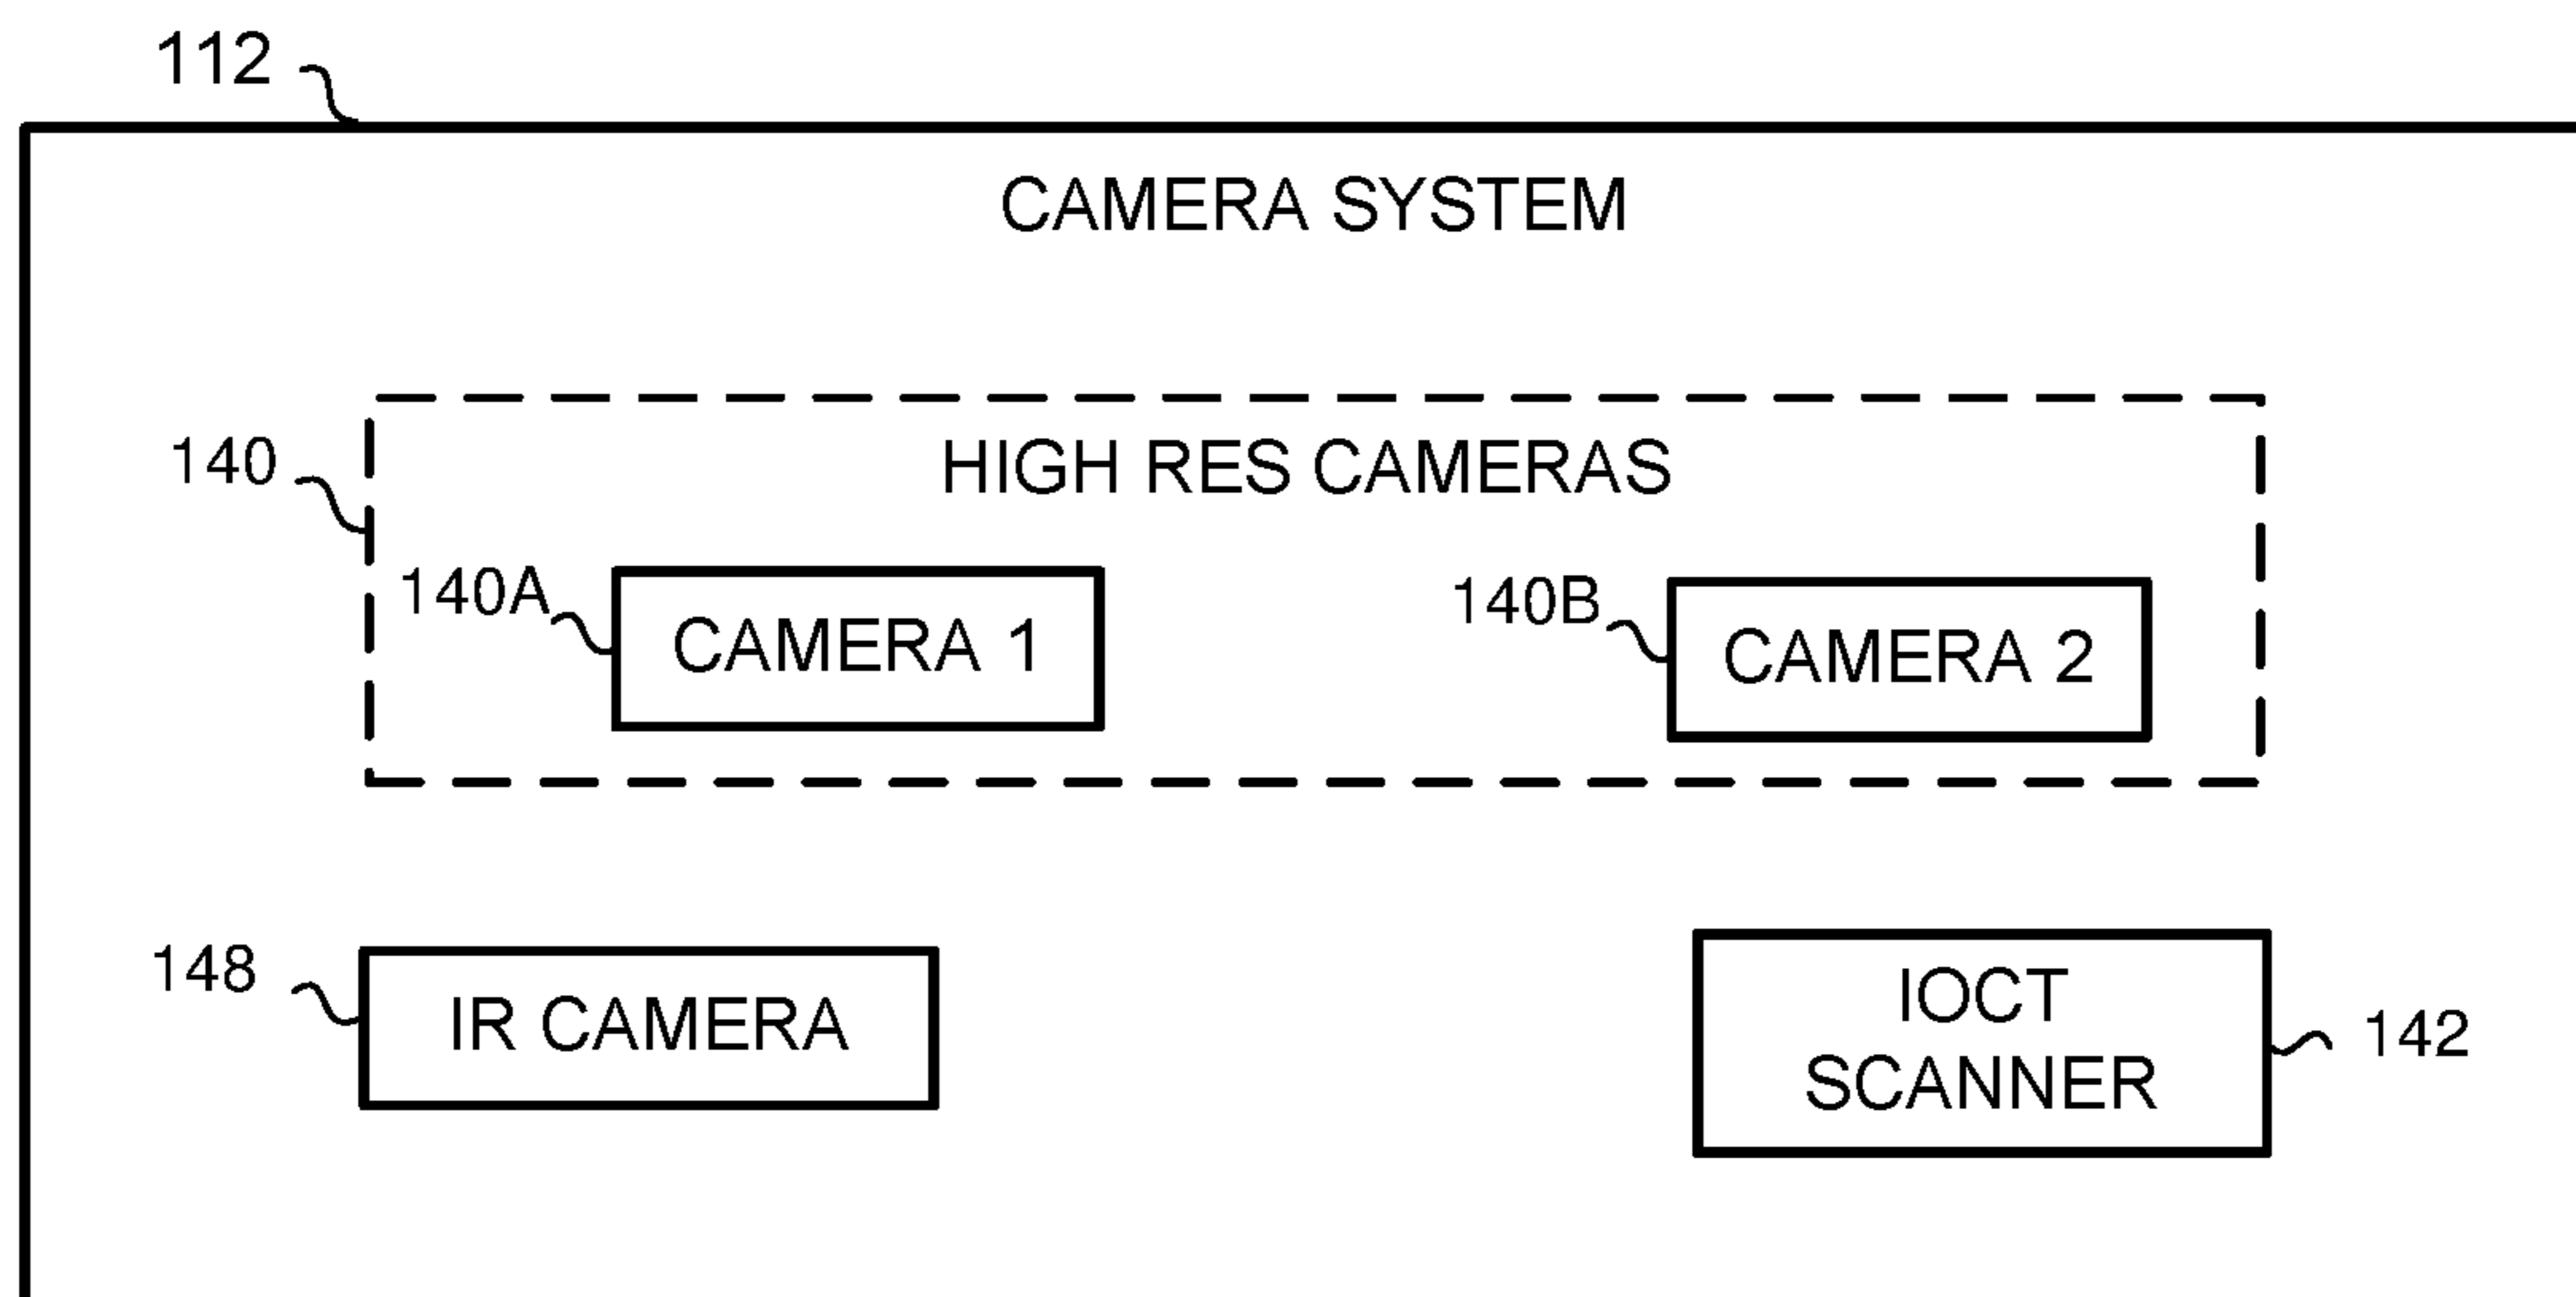 112
CAMERA SYSTEM
140
HIGH RES CAMERAS
140A
CAMERA 1
140B
CAMERA 2
148
IR CAMERA
IOCT
SCANNER
142